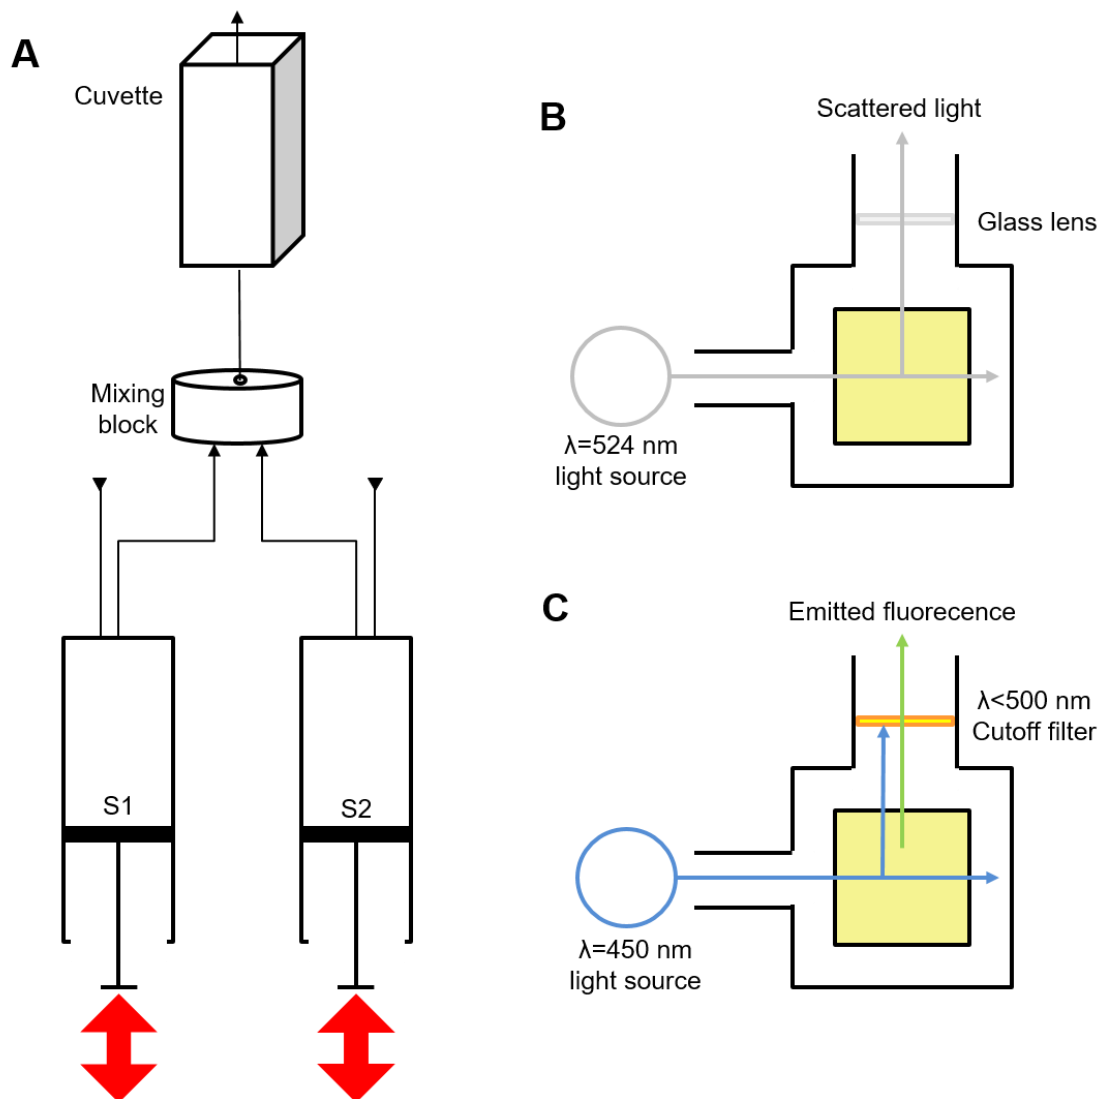 A
Cuvette
Mixing
block
S1
S2
B
Scattered light
Glass lens
λ=524 nm
light source
C
Emitted fluorecence
λ<500 nm
Cutoff filter
λ=450 nm
light source